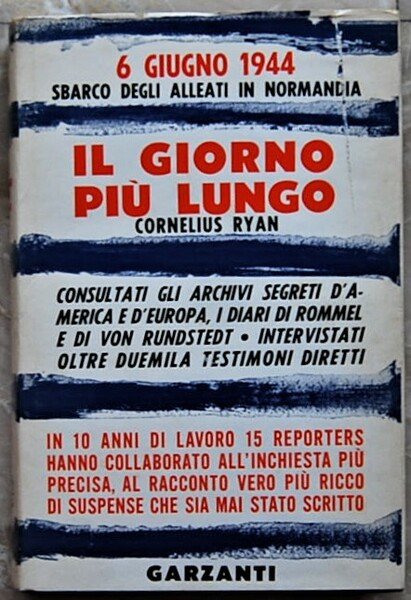 6 GIUGNO 1944
SBARCO DEGLI ALLEATI IN NORMANDIA
IL GIORNO
PIÙ LUNGO
CORNELIUS RYAN
CONSULTATI GLI ARCHIVI SEGRETI D'A-
MERICA E D'EUROPA, I DIARI DI ROMMEL
E DI VON RUNDSTEDT • INTERVISTATI
OLTRE DUEMILA TESTIMONI DIRETTI
IN 10 ANNI DI LAVORO 15 REPORTERS
HANNO COLLABORATO ALL'INCHIESTA PIÙ
PRECISA, AL RACCONTO VERO PIÙ RICCO
DI SUSPENSE CHE SIA MAI STATO SCRITTO
GARZANTI